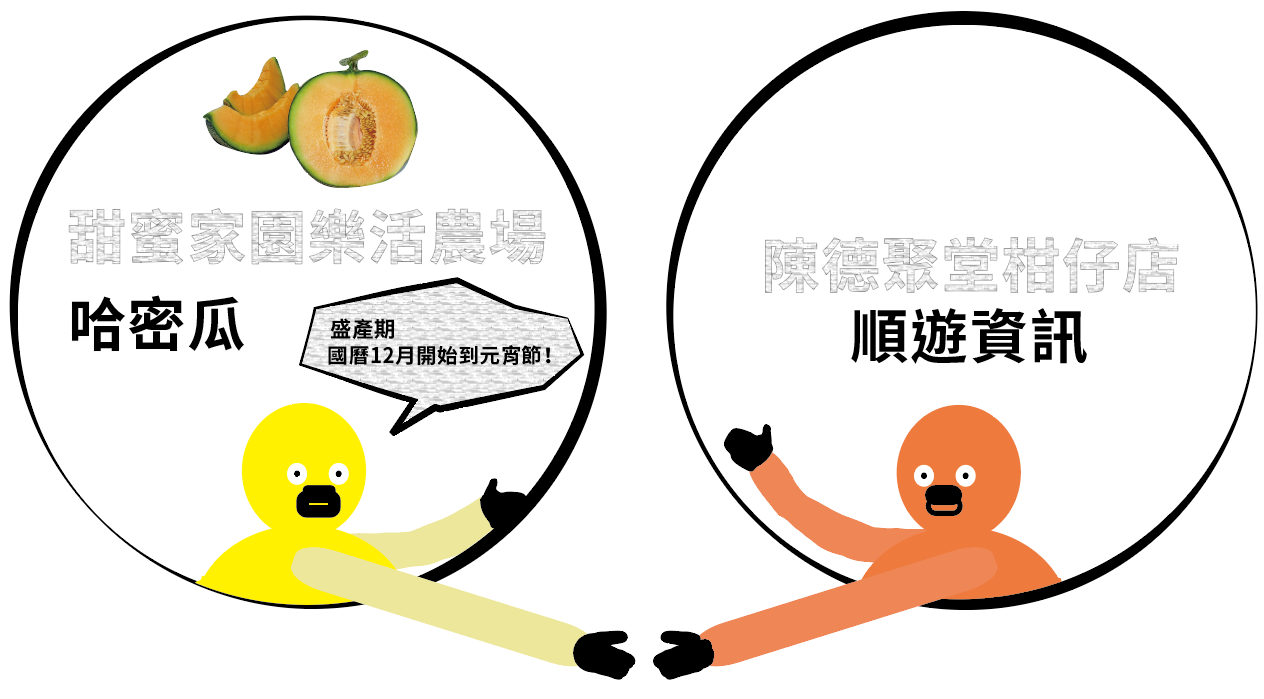 甜蜜家園樂活農場
哈密瓜
盛產期
國曆12月開始到元宵節！
陳德聚堂柑仔店
順遊資訊